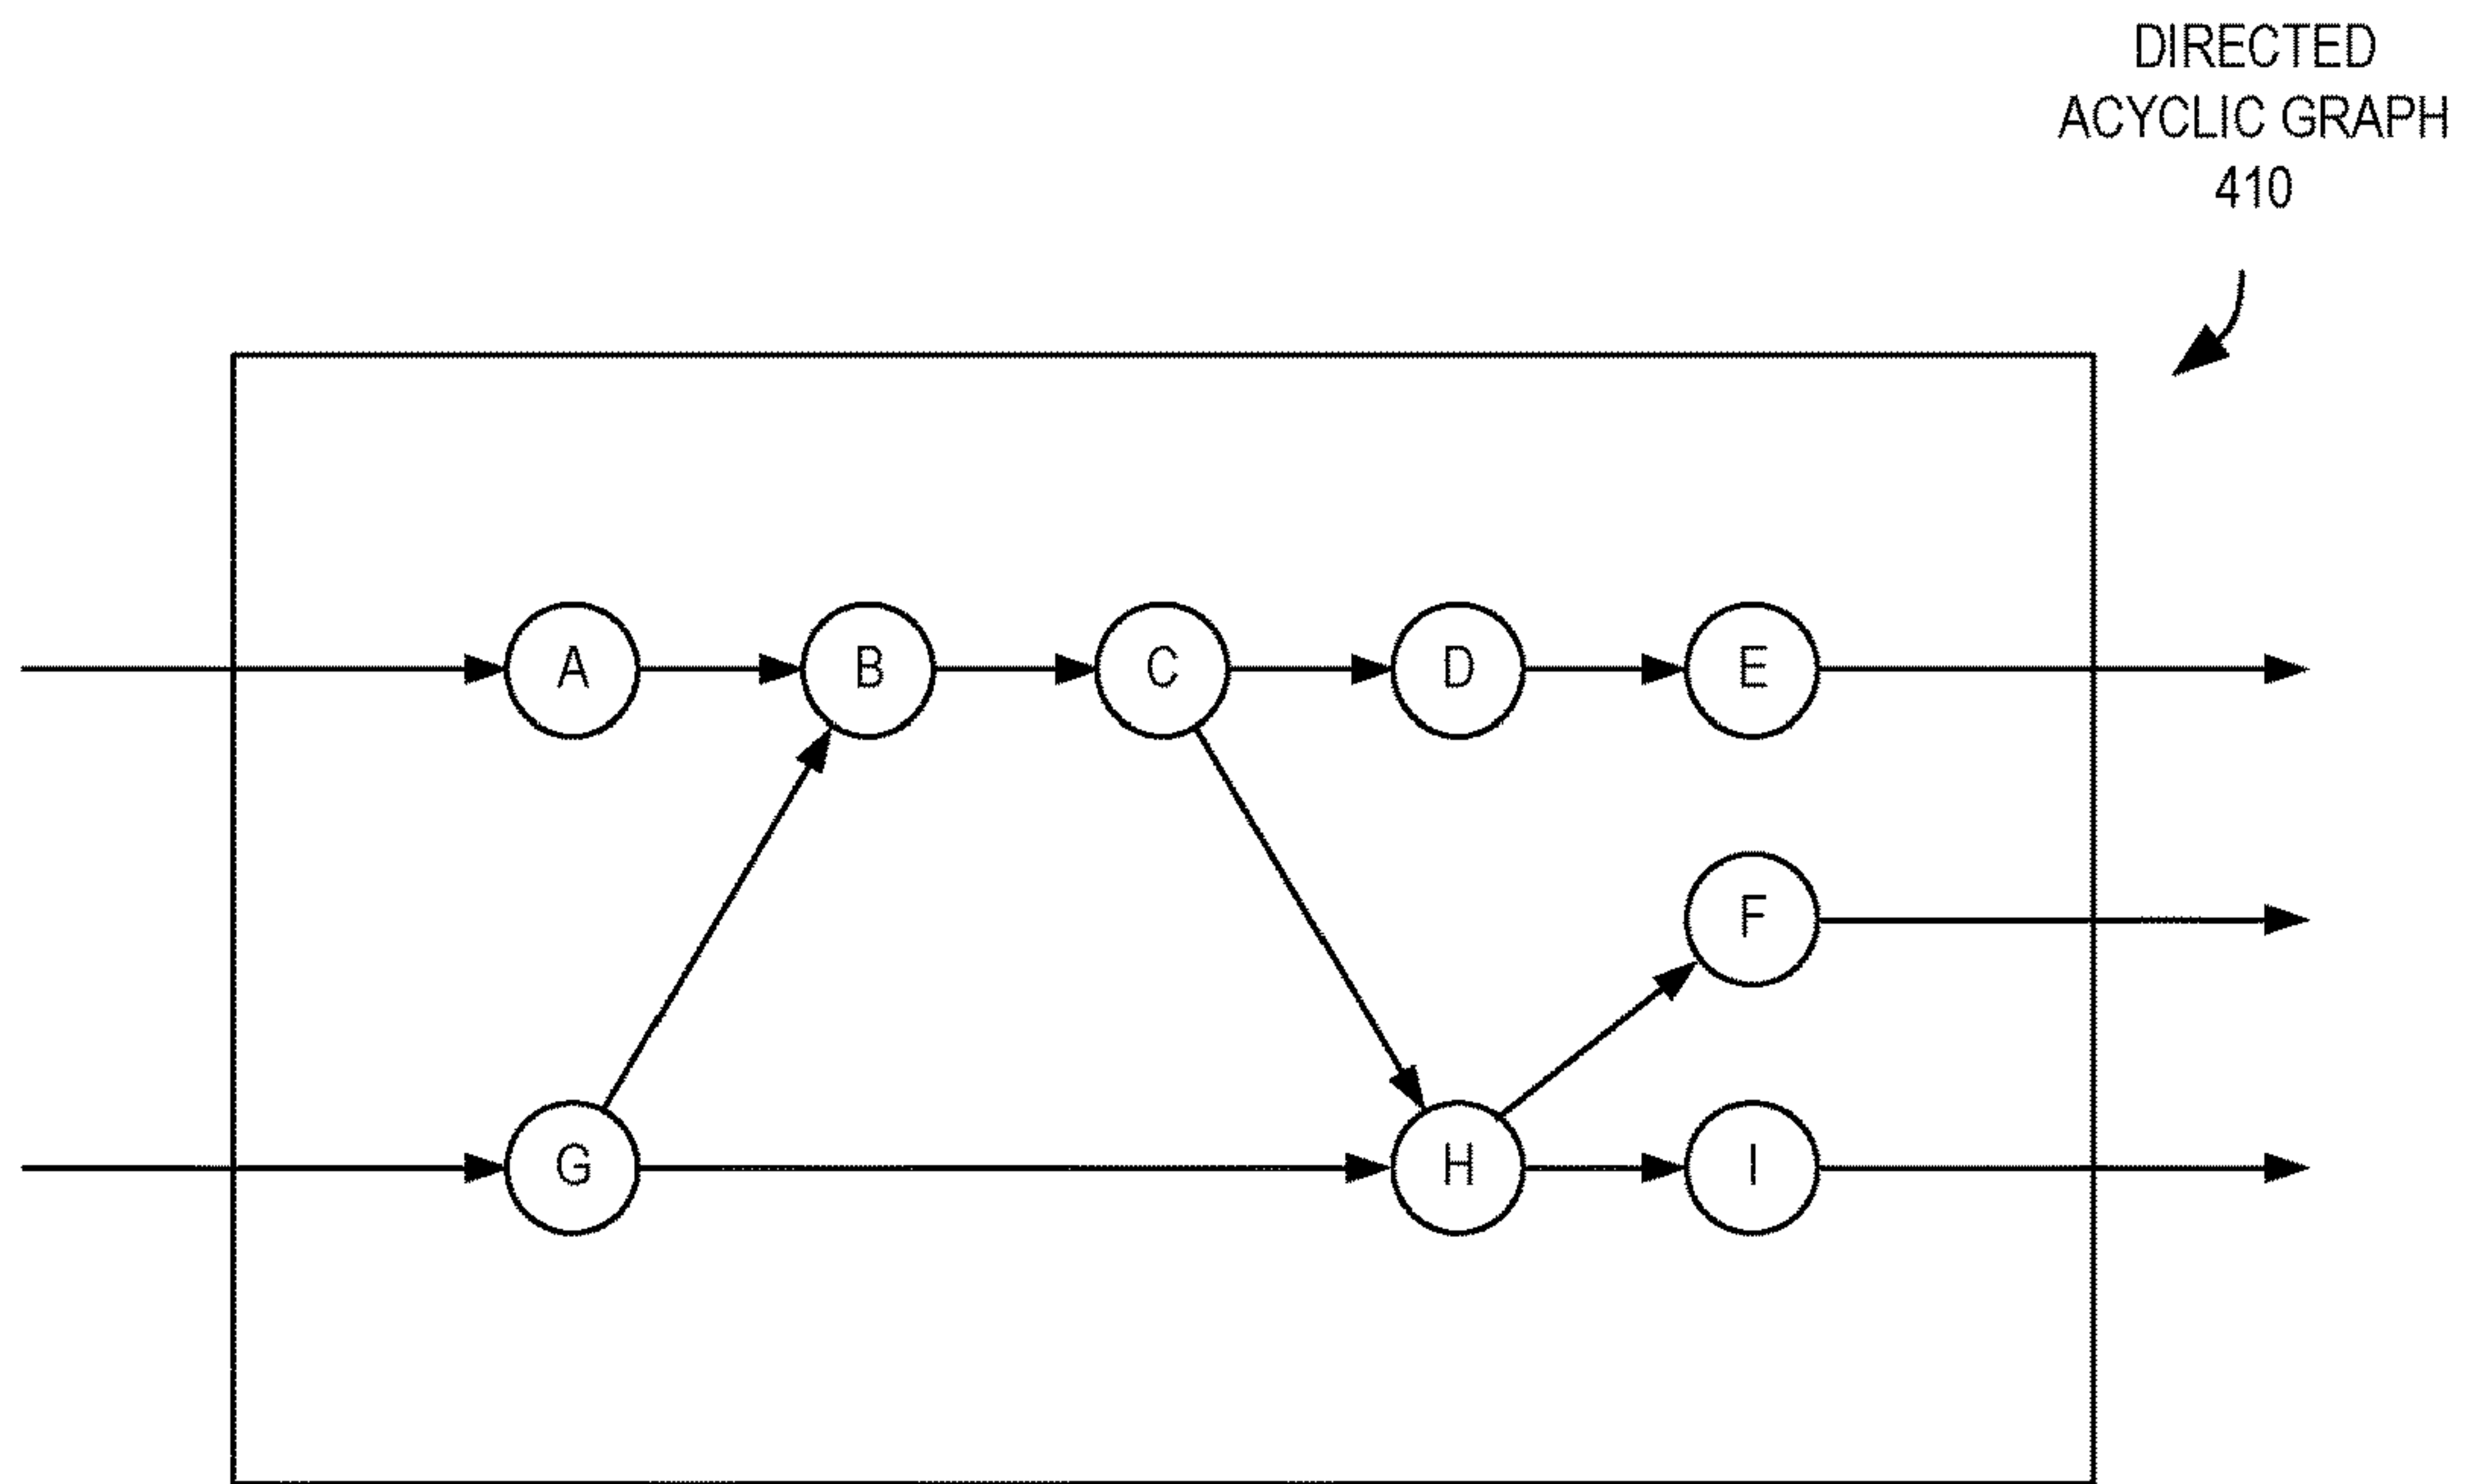 DIRECTED
ACYCLIC GRAPH
410
A B C D E
F
G H I